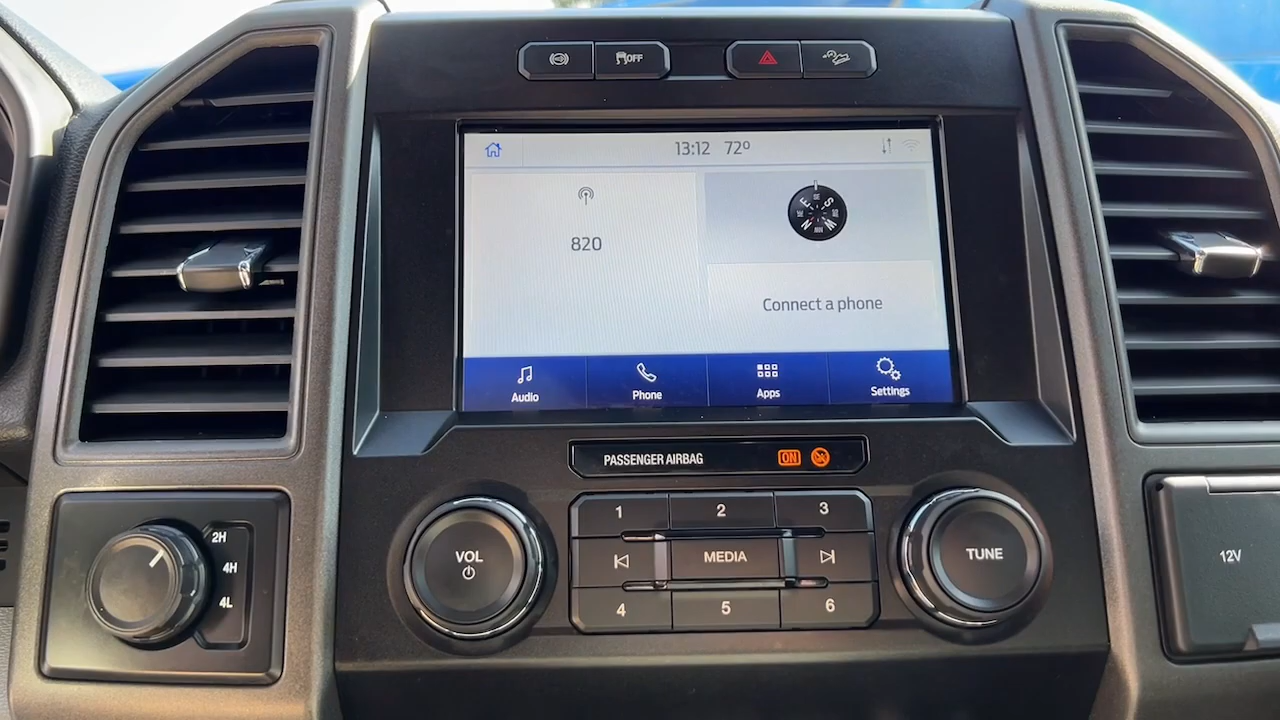 OFF
13:12 72º
820
E S
N W
Connect a phone
Audio
Phone
Apps
Settings
PASSENGER AIRBAG
ON
2H
4H
4L
VOL
1
2
3
MEDIA
4
5
6
TUNE
12V